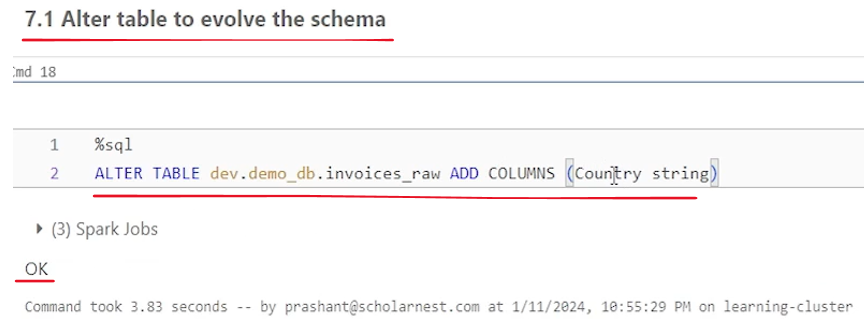 7.1 Alter table to evolve the schema
Cmd 18
1 %sql
2 ALTER TABLE dev.demo_db.invoices_raw ADD COLUMNS (Country string)
(3) Spark Jobs
OK
Command took 3.83 seconds -- by prashant@scholarnest.com at 1/11/2024, 10:55:29 PM on learning-cluster